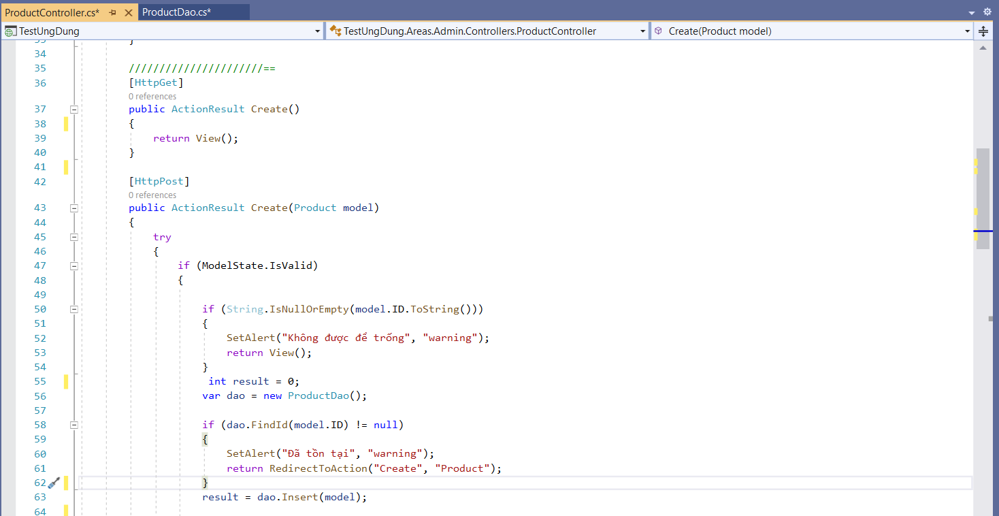 ProductController.cs* ProductDao.cs*
TestUngDung TestUngDung.Areas.Admin.Controllers.ProductController Create(Product model)
33 }
34
35 //////////////////////==
36 [HttpGet]
0 references
37 public ActionResult Create()
38 {
39 return View();
40 }
41
42 [HttpPost]
0 references
43 public ActionResult Create(Product model)
44 {
45 try
46 {
47 if (ModelState.IsValid)
48 {
49
50 if (String.IsNullOrEmpty(model.ID.ToString()))
51 {
52 SetAlert("Không được để trống", "warning");
53 return View();
54 }
55 int result = 0;
56 var dao = new ProductDao();
57
58 if (dao.FindId(model.ID) != null)
59 {
60 SetAlert("Đã tồn tại", "warning");
61 return RedirectToAction("Create", "Product");
62 }
63 result = dao.Insert(model);
64